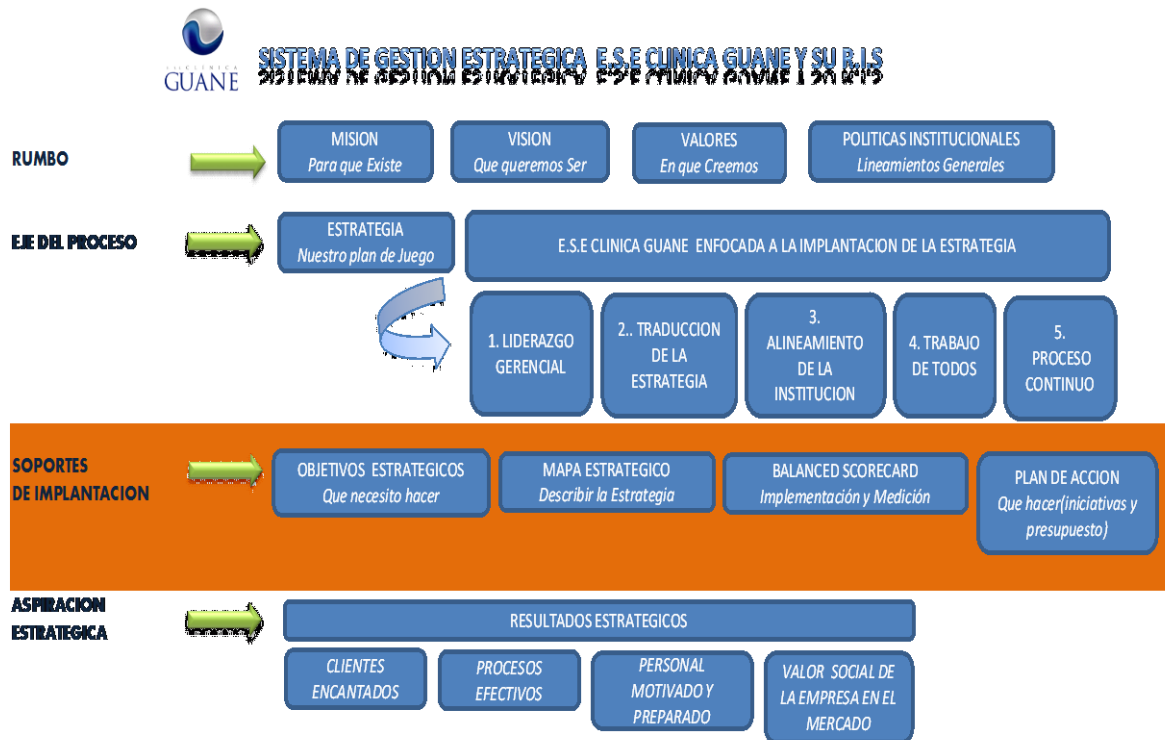 E.S.E CLINICA
GUANE
SISTEMA DE GESTION ESTRATEGICA E.S.E CLINICA GUANE Y SU R.I.S
RUMBO
MISION
Para que Existe
VISION
Que queremos Ser
VALORES
En que Creemos
POLITICAS INSTITUCIONALES
Lineamientos Generales
EJE DEL PROCESO
ESTRATEGIA
Nuestro plan de Juego
E.S.E CLINICA GUANE ENFOCADA A LA IMPLANTACION DE LA ESTRATEGIA
1. LIDERAZGO
GERENCIAL
2.. TRADUCCION
DE LA
ESTRATEGIA
3.
ALINEAMIENTO
DE LA
INSTITUCION
4. TRABAJO
DE TODOS
5.
PROCESO
CONTINUO
SOPORTES
DE IMPLANTACION
OBJETIVOS ESTRATEGICOS
Que necesito hacer
MAPA ESTRATEGICO
Describir la Estrategia
BALANCED SCORECARD
Implementación y Medición
PLAN DE ACCION
Que hacer(iniciativas y
presupuesto)
ASPIRACION
ESTRATEGICA
RESULTADOS ESTRATEGICOS
CLIENTES
ENCANTADOS
PROCESOS
EFECTIVOS
PERSONAL
MOTIVADO Y
PREPARADO
VALOR SOCIAL DE
LA EMPRESA EN EL
MERCADO